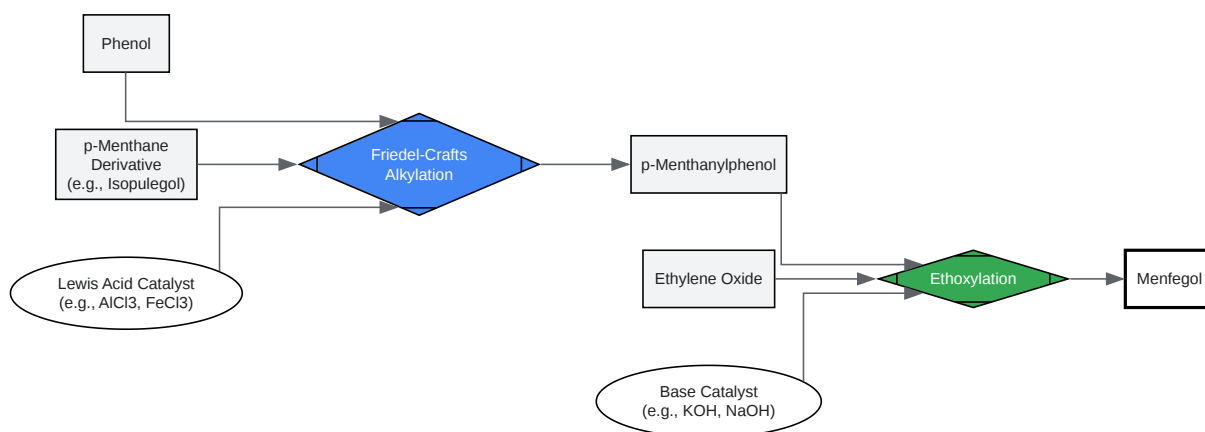 Phenol
p-Menthane
Derivative
(e.g., Isopulegol)
Friedel-Crafts
Alkylation
Lewis Acid Catalyst
(e.g., AlCl3, FeCl3)
p-Menthanylphenol
Ethylene Oxide
Ethoxylation
Menfegol
Base Catalyst
(e.g., KOH, NaOH)